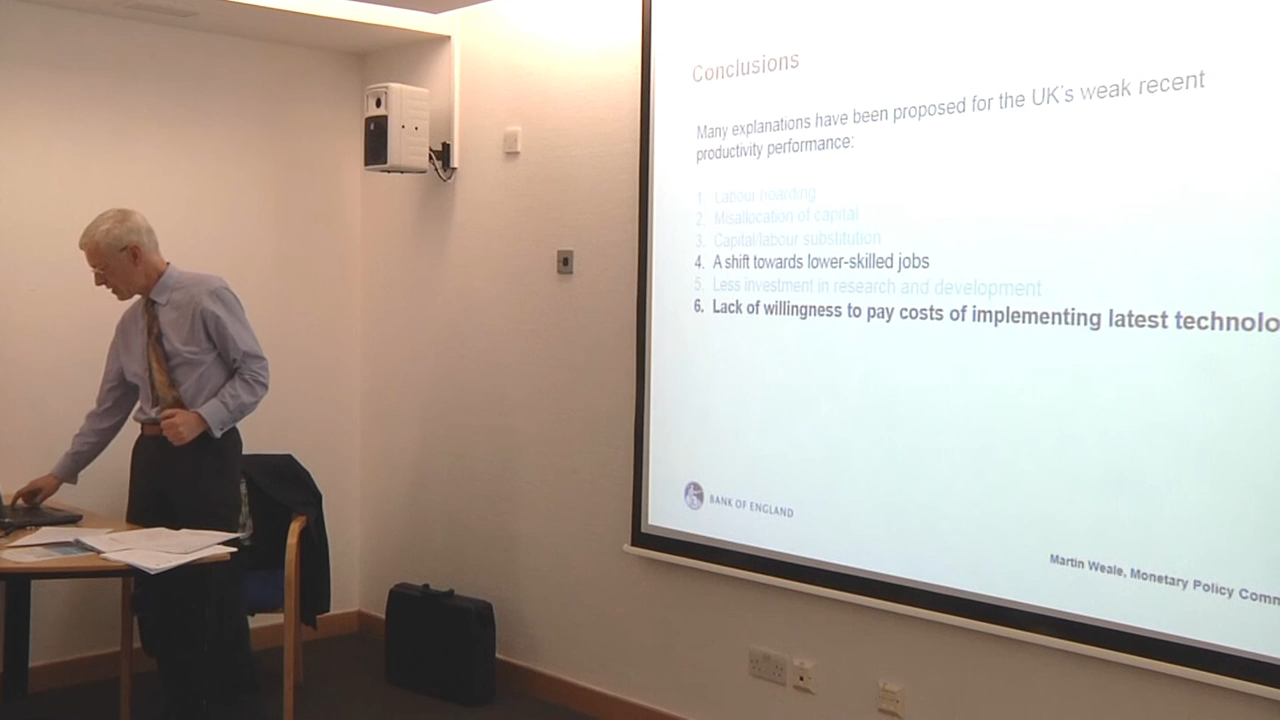 Conclusions
Many explanations have been proposed for the UK's weak recent
productivity performance:
1. Labour hoarding
2. Misallocation of capital
3. Capital/labour substitution
4. A shift towards lower-skilled jobs
5. Less investment in research and development
6. Lack of willingness to pay costs of implementing latest technolo
BANK OF ENGLAND
Martin Weale, Monetary Policy Comm